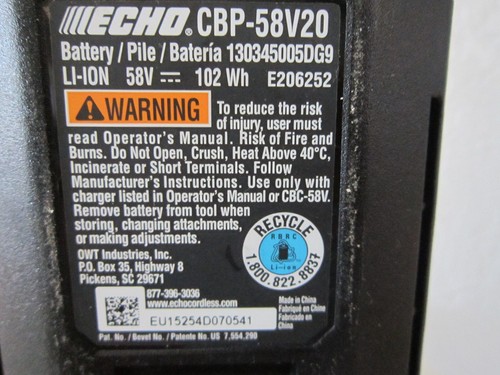 ECHO. CBP-58V20
Battery / Pile / Batería 130345005DG9
LI-ION 58V 102 Wh E206252
WARNING To reduce the risk
of injury, user must
read Operator's Manual. Risk of Fire and
Burns. Do Not Open, Crush, Heat Above 40°C,
Incinerate or Short Terminals. Follow
Manufacturer's Instructions. Use only with
charger listed in Operator's Manual or CBC-58V.
Remove battery from tool when
storing, changing attachments,
or making adjustments.
RECYCLE
RBRC
Li-ion
1.800.822.8837
OWT Industries, Inc.
P.O. Box 35, Highway 8
Pickens, SC 29671
877-396-3036
www.echocordless.com
EU15254D070541
Made in China
Fabriqué en China
Fabricado en
China
Pat. No. / Bevel No. / Patente No. US 7,554,290